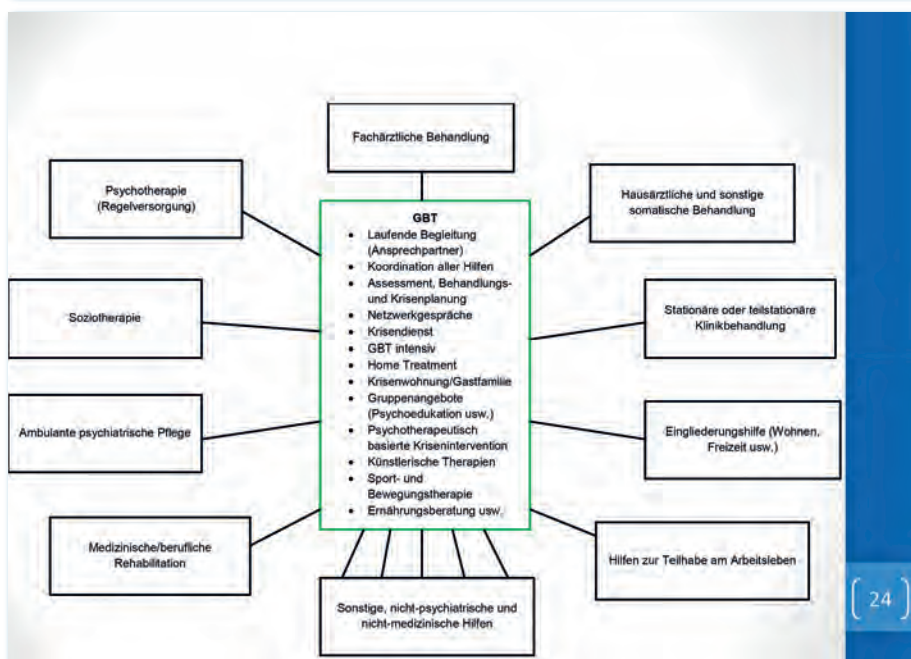 Fachärztliche Behandlung
Psychotherapie
(Regelversorgung)
Hausärztliche und sonstige
somatische Behandlung
GBT
• Laufende Begleitung
(Ansprechpartner)
• Koordination aller Hilfen
• Assessment, Behandlungs-
und Krisenplanung
• Netzwerkgespräche
• Krisendienst
• GBT intensiv
• Home Treatment
• Krisenwohnung/Gastfamilie
• Gruppenangebote
(Psychoedukation usw.)
• Psychotherapeutisch
basierte Krisenintervention
• Künstlerische Therapien
• Sport- und
Bewegungstherapie
• Ernährungsberatung usw.
Soziotherapie
Stationäre oder teilstationäre
Klinikbehandlung
Ambulante psychiatrische Pflege
Eingliederungshilfe (Wohnen,
Freizeit usw.)
Medizinische/berufliche
Rehabilitation
Hilfen zur Teilhabe am Arbeitsleben
Sonstige, nicht-psychiatrische und
nicht-medizinische Hilfen
24